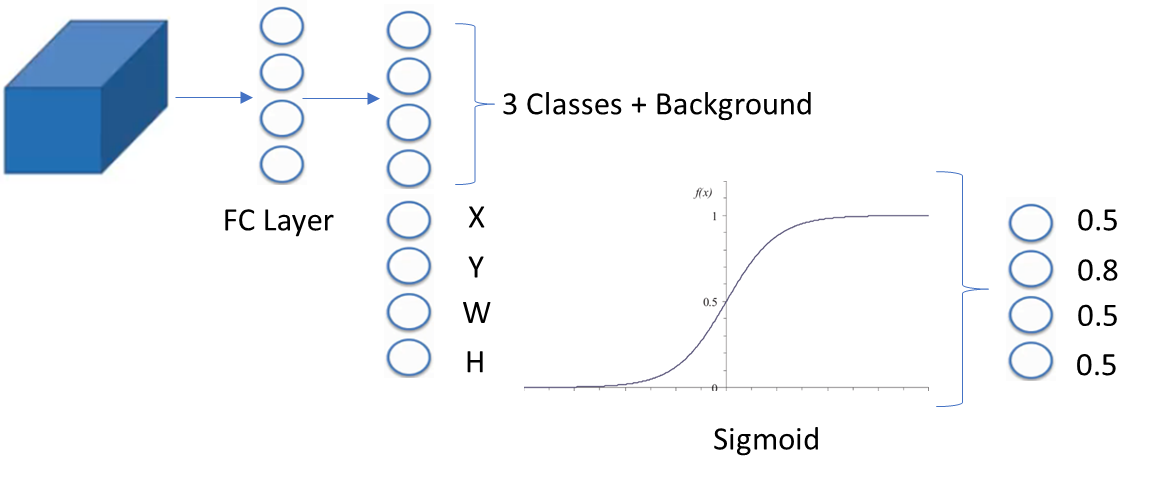 3 Classes + Background
FC Layer
X
Y
W
H
f(x)
1
0.5
0
Sigmoid
0.5
0.8
0.5
0.5